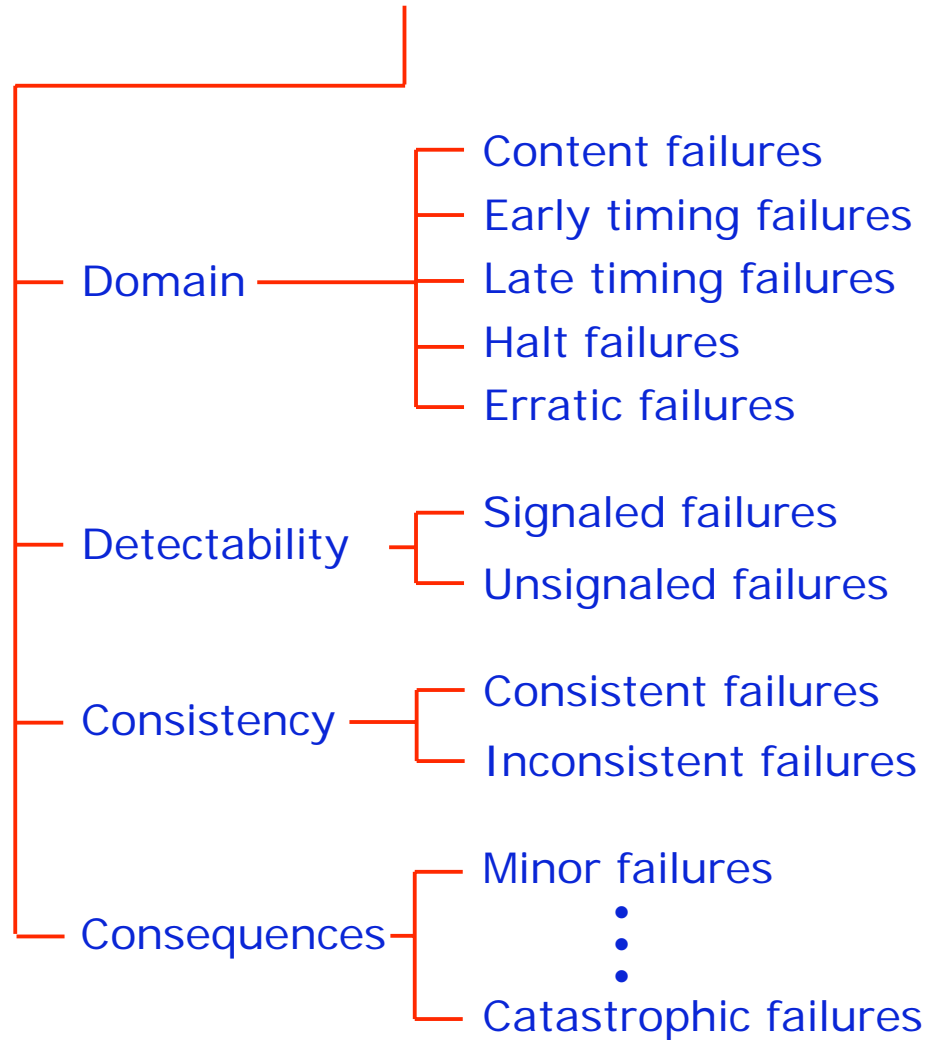 Domain
Content failures
Early timing failures
Late timing failures
Halt failures
Erratic failures
Detectability
Signaled failures
Unsignaled failures
Consistency
Consistent failures
Inconsistent failures
Consequences
Minor failures
Catastrophic failures